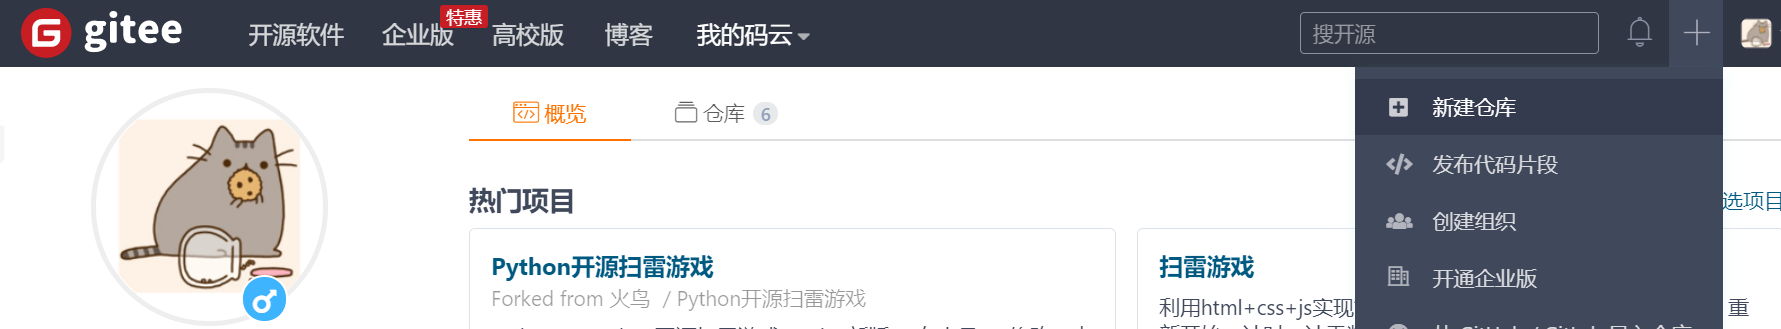 gitee 开源软件 企业版 特惠 高校版 博客 我的码云 搜开源
概览 仓库 6
新建仓库
发布代码片段
创建组织
开通企业版
热门项目
选项目
Python开源扫雷游戏
Forked from 火鸟 / Python开源扫雷游戏
扫雷游戏
利用html+css+js实现
重